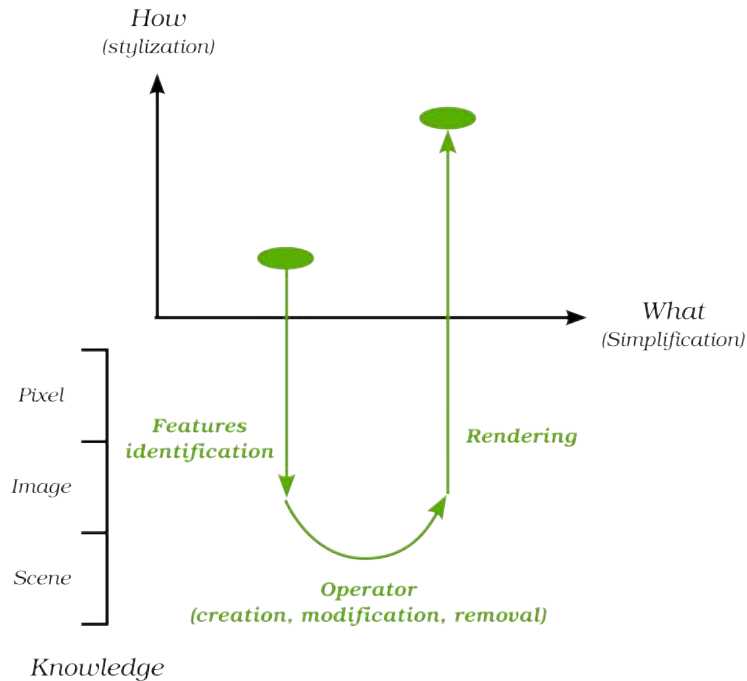 How
(stylization)
What
(Simplification)
Pixel
Features
identification
Rendering
Image
Scene
Operator
(creation, modification, removal)
Knowledge